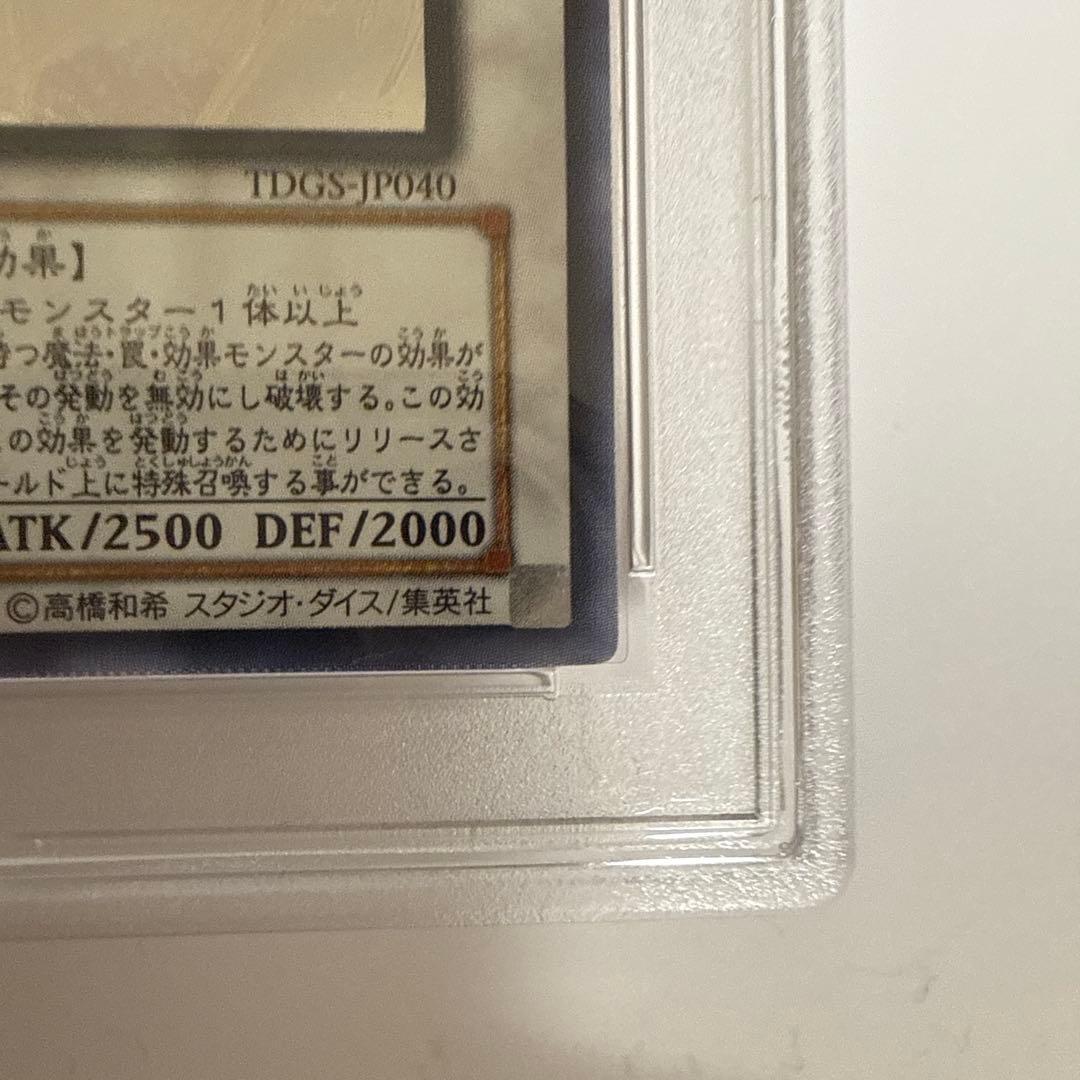 TDGS-JP040
効果】
モンスター1体以上
持つ魔法・罠・効果モンスターの効果が
その発動を無効にし破壊する。この効
の効果を発動するためにリリースさ
ールド上に特殊召喚する事ができる。
ATK/2500 DEF/2000
©高橋和希 スタジオ・ダイス/集英社